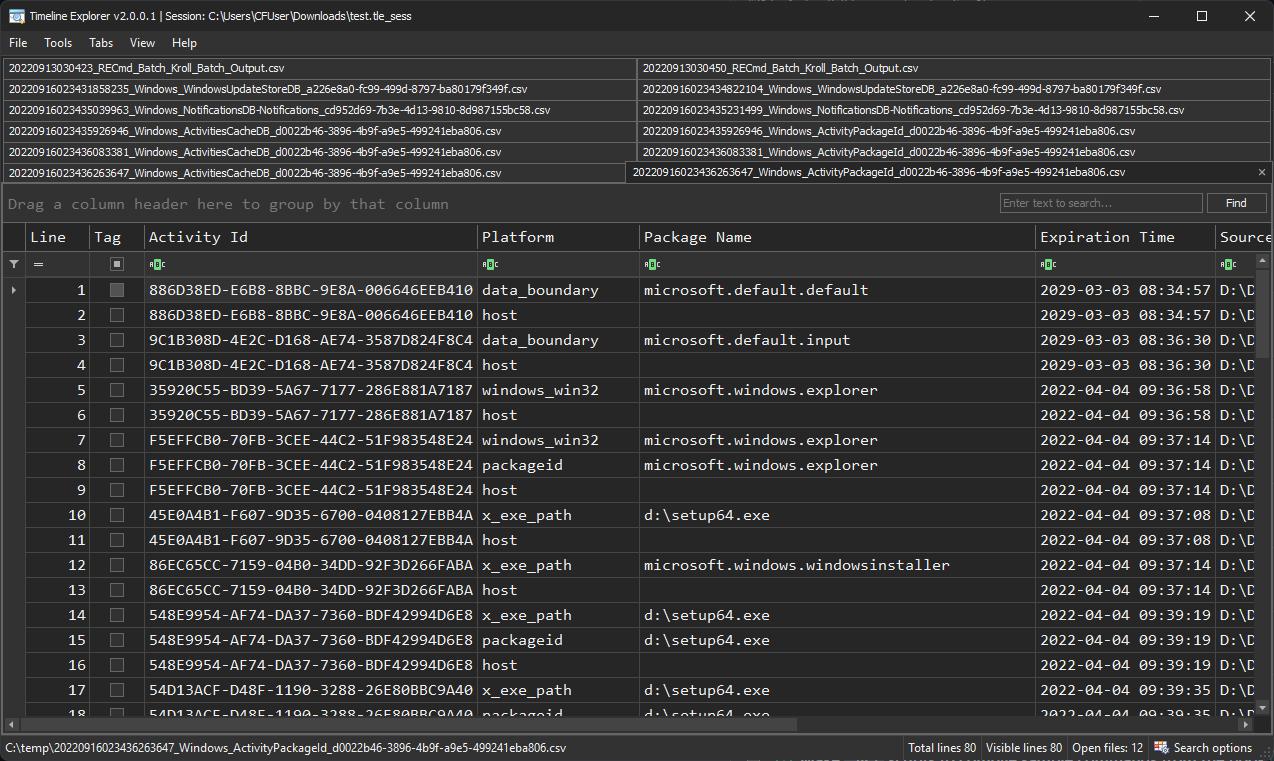 Timeline Explorer v2.0.0.1 | Session: C:\Users\CFUser\Downloads\test.tle_sess
File Tools Tabs View Help
20220913030423_RECmd_Batch_Kroll_Batch_Output.csv 20220913030450_RECmd_Batch_Kroll_Batch_Output.csv
20220916023431858235_Windows_WindowsUpdateStoreDB_a226e8a0-fc99-499d-8797-ba80179f349f.csv 20220916023434822104_Windows_WindowsUpdateStoreDB_a226e8a0-fc99-499d-8797-ba80179f349f.csv
20220916023435039963_Windows_NotificationsDB-Notifications_cd952d69-7b3e-4d13-9810-8d987155bc58.csv 20220916023435231499_Windows_NotificationsDB-Notifications_cd952d69-7b3e-4d13-9810-8d987155bc58.csv
20220916023435926946_Windows_ActivitiesCacheDB_d0022b46-3896-4b9f-a9e5-499241eba806.csv 20220916023435926946_Windows_ActivityPackageId_d0022b46-3896-4b9f-a9e5-499241eba806.csv
20220916023436083381_Windows_ActivitiesCacheDB_d0022b46-3896-4b9f-a9e5-499241eba806.csv 20220916023436083381_Windows_ActivityPackageId_d0022b46-3896-4b9f-a9e5-499241eba806.csv
20220916023436263647_Windows_ActivitiesCacheDB_d0022b46-3896-4b9f-a9e5-499241eba806.csv 20220916023436263647_Windows_ActivityPackageId_d0022b46-3896-4b9f-a9e5-499241eba806.csv
Drag a column header here to group by that column Enter text to search... Find
Line Tag Activity Id Platform Package Name Expiration Time Source
= ABC ABC ABC ABC ABC
1 886D38ED-E6B8-8BBC-9E8A-006646EEB410 data_boundary microsoft.default.default 2029-03-03 08:34:57 D:\D
2 886D38ED-E6B8-8BBC-9E8A-006646EEB410 host 2029-03-03 08:34:57 D:\D
3 9C1B308D-4E2C-D168-AE74-3587D824F8C4 data_boundary microsoft.default.input 2029-03-03 08:36:30 D:\D
4 9C1B308D-4E2C-D168-AE74-3587D824F8C4 host 2029-03-03 08:36:30 D:\D
5 35920C55-BD39-5A67-7177-286E881A7187 windows_win32 microsoft.windows.explorer 2022-04-04 09:36:58 D:\D
6 35920C55-BD39-5A67-7177-286E881A7187 host 2022-04-04 09:36:58 D:\D
7 F5EFFCB0-70FB-3CEE-44C2-51F983548E24 windows_win32 microsoft.windows.explorer 2022-04-04 09:37:14 D:\D
8 F5EFFCB0-70FB-3CEE-44C2-51F983548E24 packageid microsoft.windows.explorer 2022-04-04 09:37:14 D:\D
9 F5EFFCB0-70FB-3CEE-44C2-51F983548E24 host 2022-04-04 09:37:14 D:\D
10 45E0A4B1-F607-9D35-6700-0408127EBB4A x_exe_path d:\setup64.exe 2022-04-04 09:37:08 D:\D
11 45E0A4B1-F607-9D35-6700-0408127EBB4A host 2022-04-04 09:37:08 D:\D
12 86EC65CC-7159-04B0-34DD-92F3D266FABA x_exe_path microsoft.windows.windowsinstaller 2022-04-04 09:37:14 D:\D
13 86EC65CC-7159-04B0-34DD-92F3D266FABA host 2022-04-04 09:37:14 D:\D
14 548E9954-AF74-DA37-7360-BDF42994D6E8 x_exe_path d:\setup64.exe 2022-04-04 09:39:19 D:\D
15 548E9954-AF74-DA37-7360-BDF42994D6E8 packageid d:\setup64.exe 2022-04-04 09:39:19 D:\D
16 548E9954-AF74-DA37-7360-BDF42994D6E8 host 2022-04-04 09:39:19 D:\D
17 54D13ACF-D48F-1190-3288-26E80BBC9A40 x_exe_path d:\setup64.exe 2022-04-04 09:39:35 D:\D
18 54D13ACF-D48F-1190-3288-26E80BBC9A40 packageid d:\setup64.exe 2022-04-04 09:39:35 D:\D
C:\temp\20220916023436263647_Windows_ActivityPackageId_d0022b46-3896-4b9f-a9e5-499241eba806.csv Total lines 80 Visible lines 80 Open files: 12 Search options